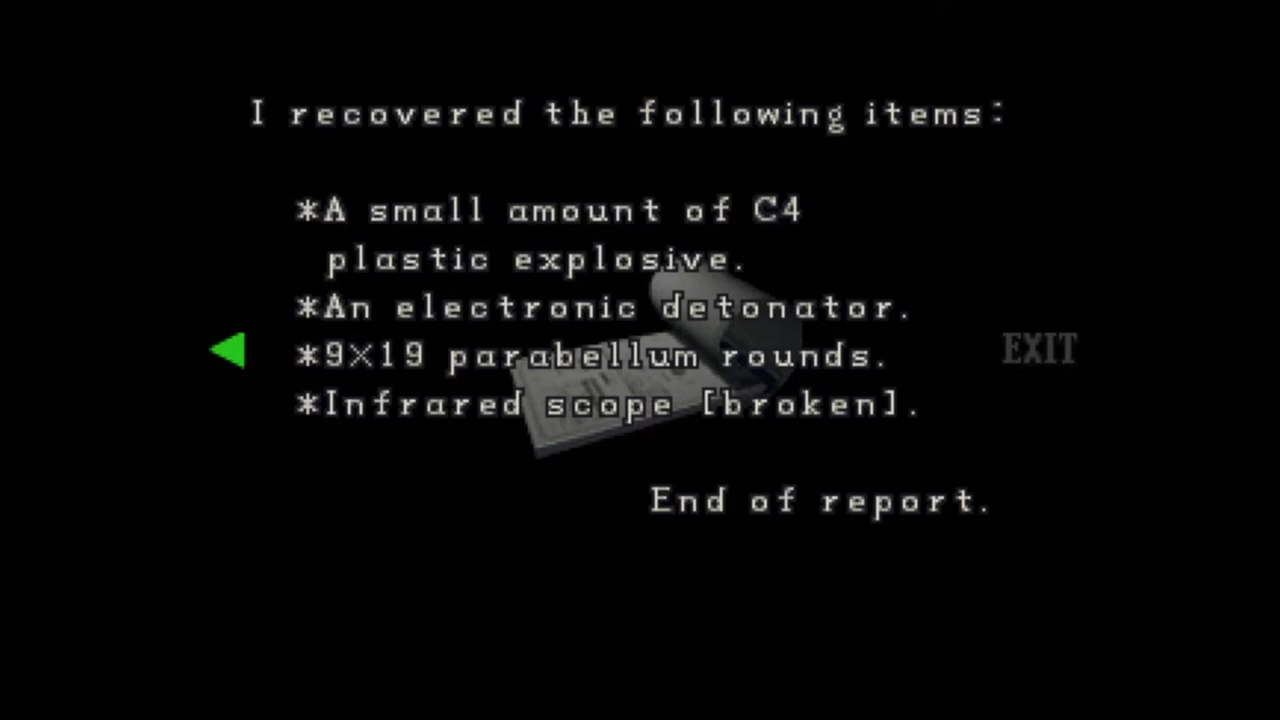 I recovered the following items:
*A small amount of C4
plastic explosive.
*An electronic detonator.
*9×19 parabellum rounds.
EXIT
*Infrared scope [broken].
End of report.